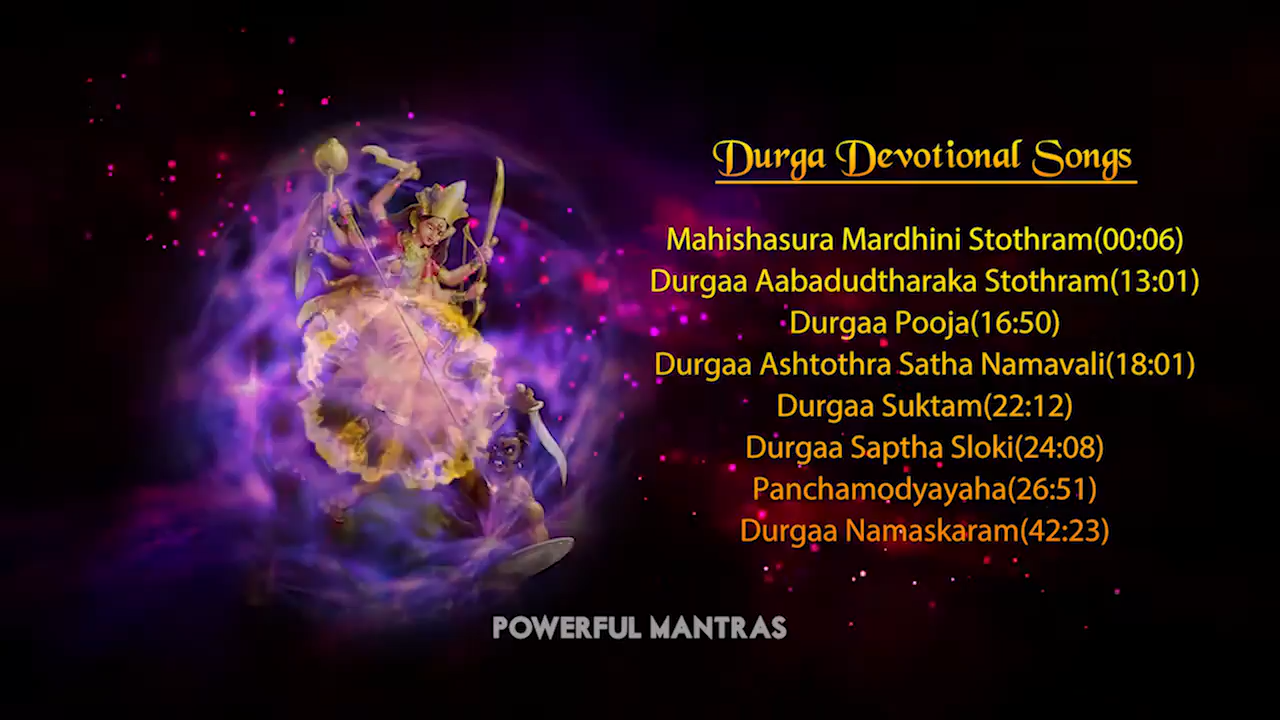 Durga Devotional Songs
Mahishasura Mardhini Stothram(00:06)
Durgaa Aabadudtharaka Stothram(13:01)
Durgaa Pooja(16:50)
Durgaa Ashtothra Satha Namavali(18:01)
Durgaa Suktam(22:12)
Durgaa Saptha Sloki(24:08)
Panchamodyayaha(26:51)
Durgaa Namaskaram(42:23)
POWERFUL MANTRAS